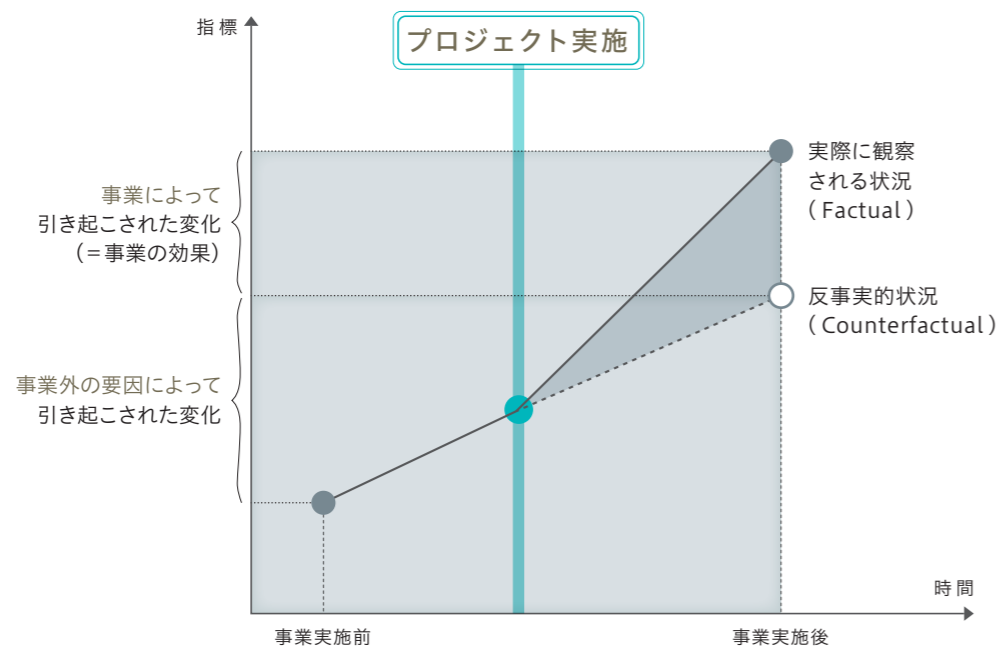 指標
プロジェクト実施
事業によって
引き起こされた変化
（＝事業の効果）
事業外の要因によって
引き起こされた変化
実際に観察
される状況
（Factual）
反事実的状況
（Counterfactual）
時間
事業実施前
事業実施後